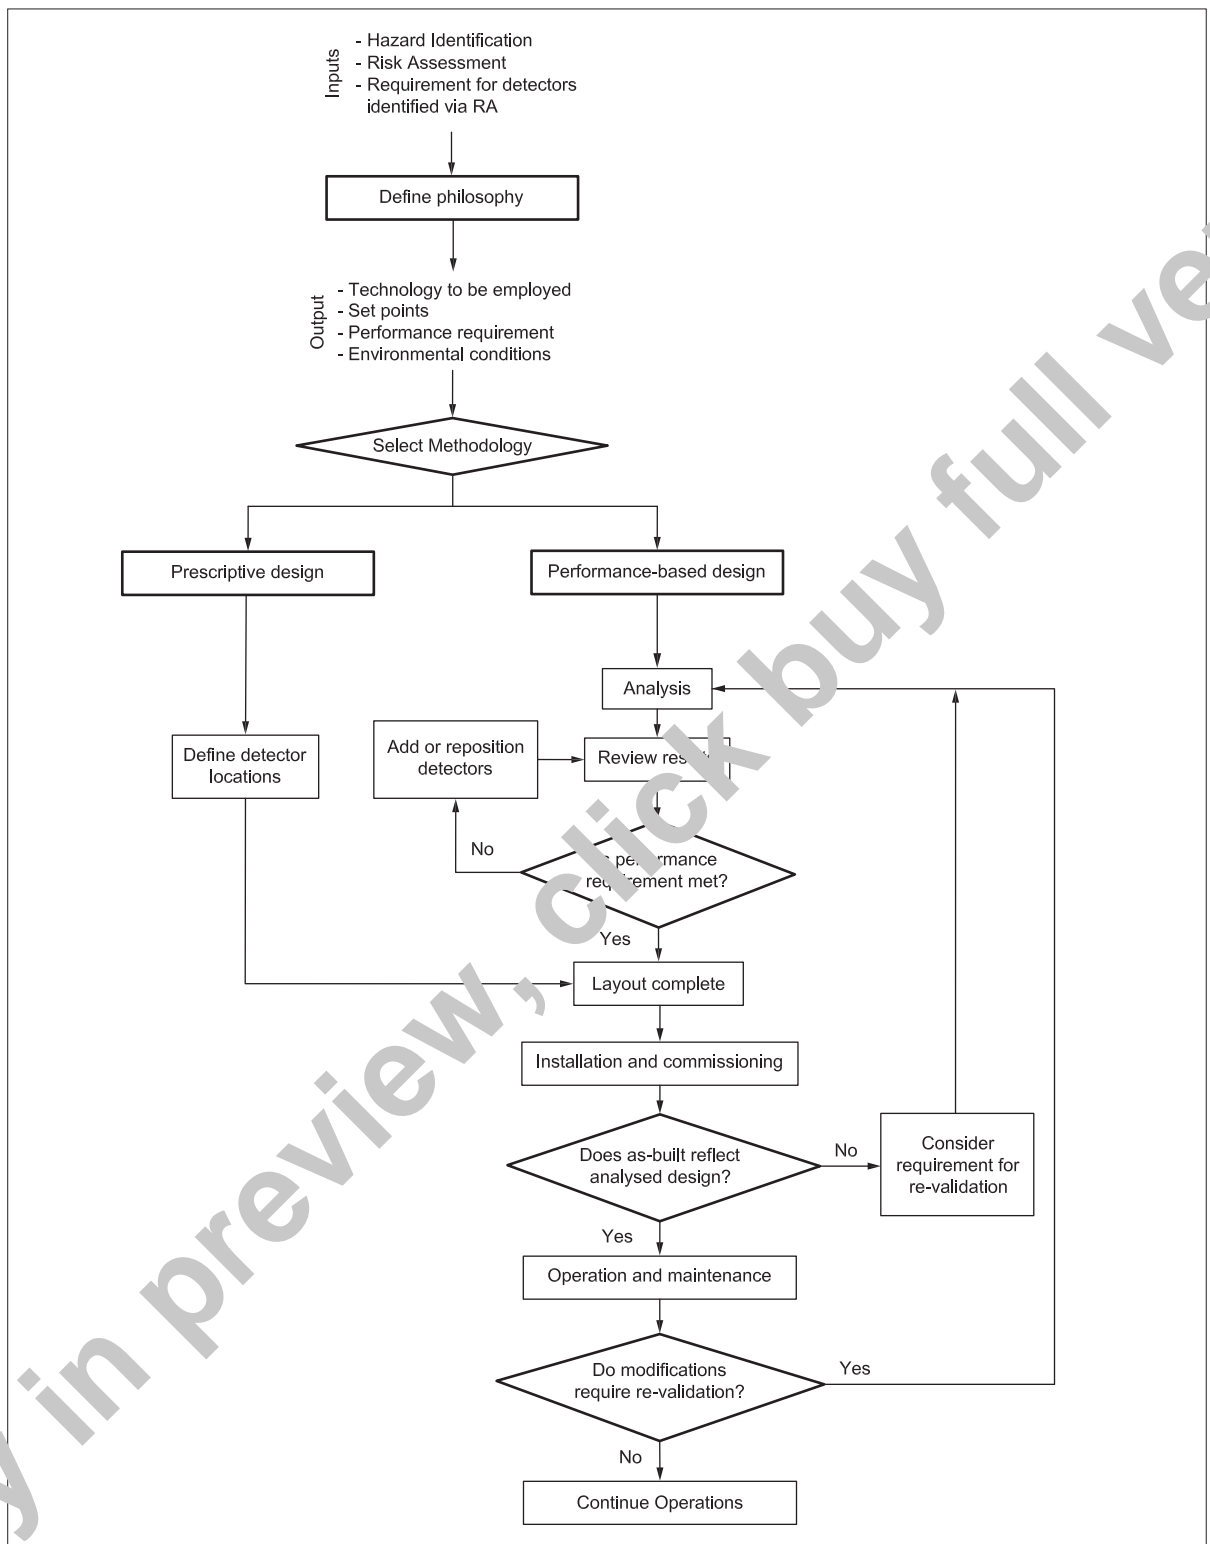 Inputs
- Hazard Identification
- Risk Assessment
- Requirement for detectors
identified via RA
Define philosophy
Output
- Technology to be employed
- Set points
- Performance requirement
- Environmental conditions
Select Methodology
Prescriptive design
Performance-based design
Analysis
Define detector
locations
Add or reposition
detectors
Review
No
performance
requirement met?
Yes
Layout complete
Installation and commissioning
Does as-built reflect
analysed design?
No
Consider
requirement for
re-validation
Yes
Operation and maintenance
Do modifications
require re-validation?
Yes
No
Continue Operations
in preview, click buy full